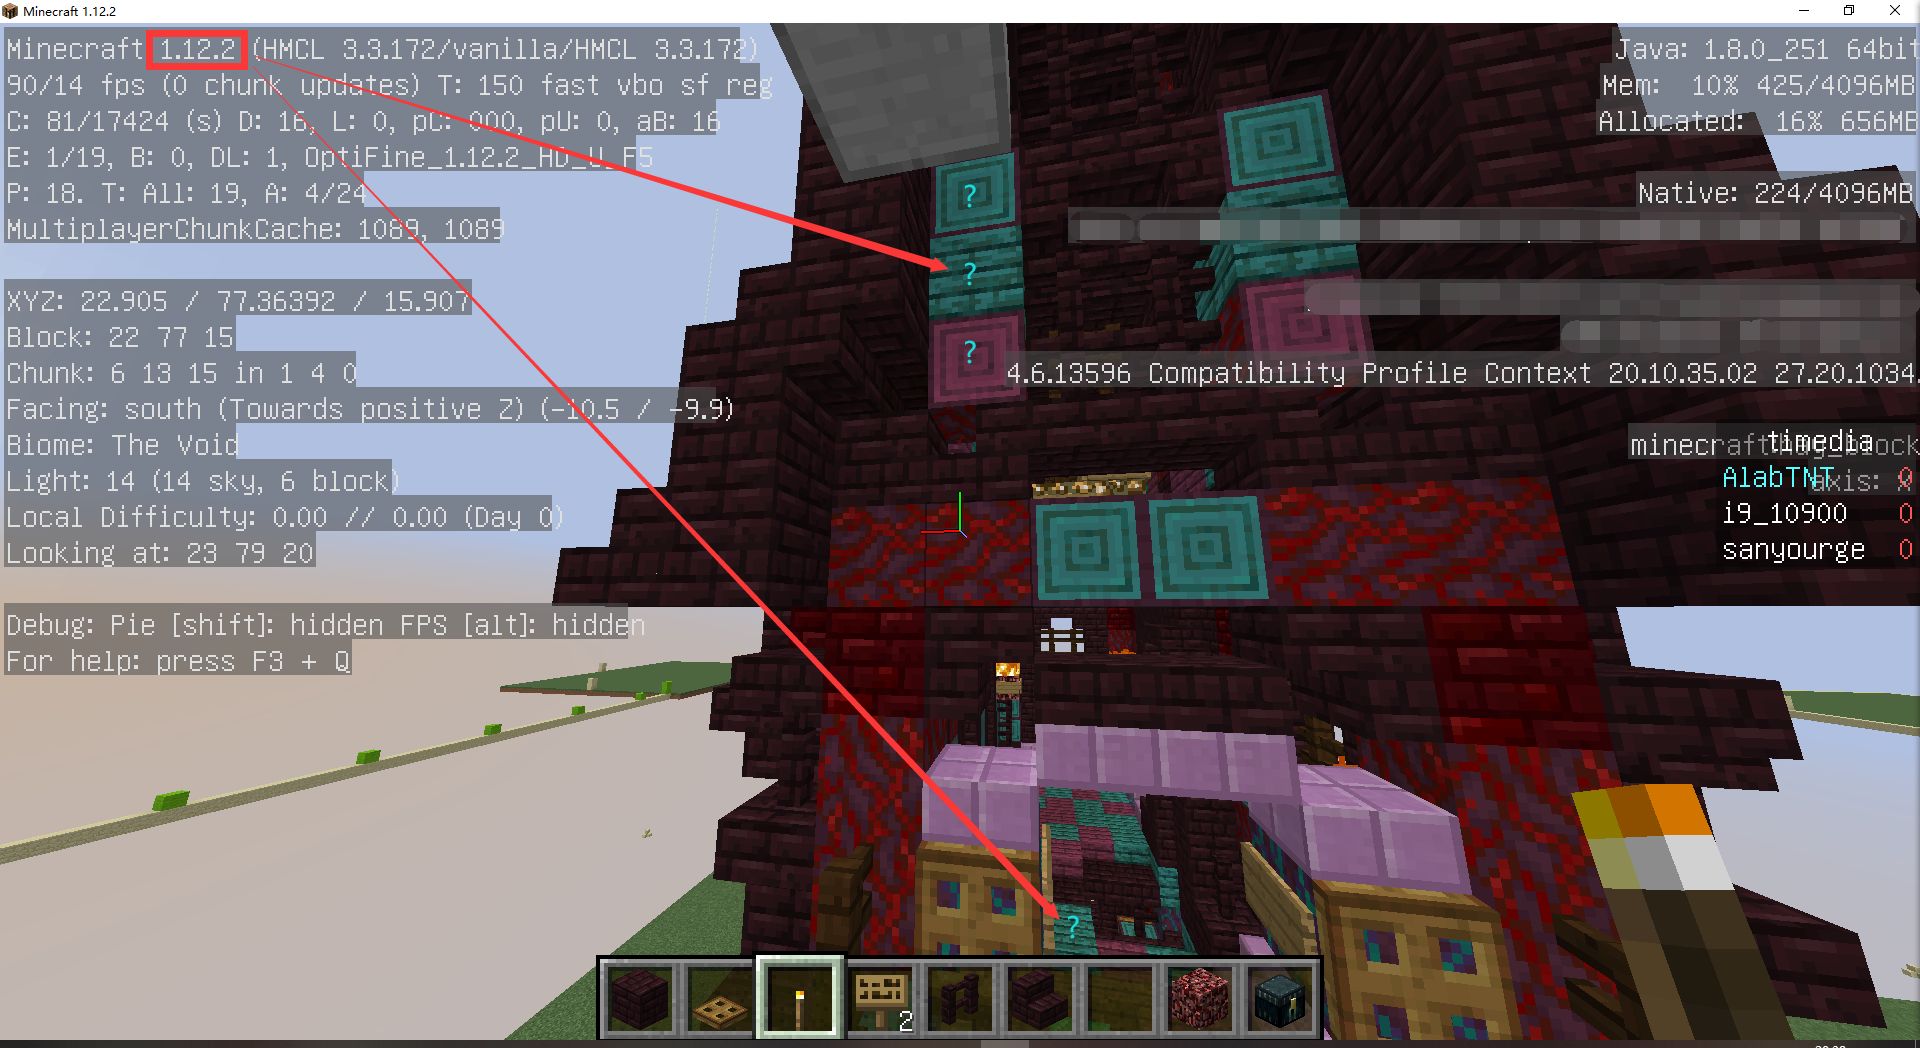 Minecraft 1.12.2
Minecraft 1.12.2 (HMCL 3.3.172/vanilla/HMCL 3.3.172)
90/14 fps (0 chunk updates) T: 150 fast vbo sf reg
C: 81/17424 (s) D: 16, L: 0, pC: 000, pU: 0, aB: 16
E: 1/19, B: 0, DL: 1, OptiFine_1.12.2_HD_U_F5
P: 18. T: All: 19, A: 4/24
MultiplayerChunkCache: 1089, 1089
XYZ: 22.905 / 77.36392 / 15.907
Block: 22 77 15
Chunk: 6 13 15 in 1 4 0
Facing: south (Towards positive Z) (-10.5 / -9.9)
Biome: The Void
Light: 14 (14 sky, 6 block)
Local Difficulty: 0.00 // 0.00 (Day 0)
Looking at: 23 79 20
Debug: Pie [shift]: hidden FPS [alt]: hidden
For help: press F3 + Q
Java: 1.8.0_251 64bit
Mem: 10% 425/4096MB
Allocated: 16% 656MB
Native: 224/4096MB
4.6.13596 Compatibility Profile Context 20.10.35.02 27.20.1034.
timedia
AlabTNT 0
axis: x
i9_10900 0
sanyourge 0
?
?
?
?
2